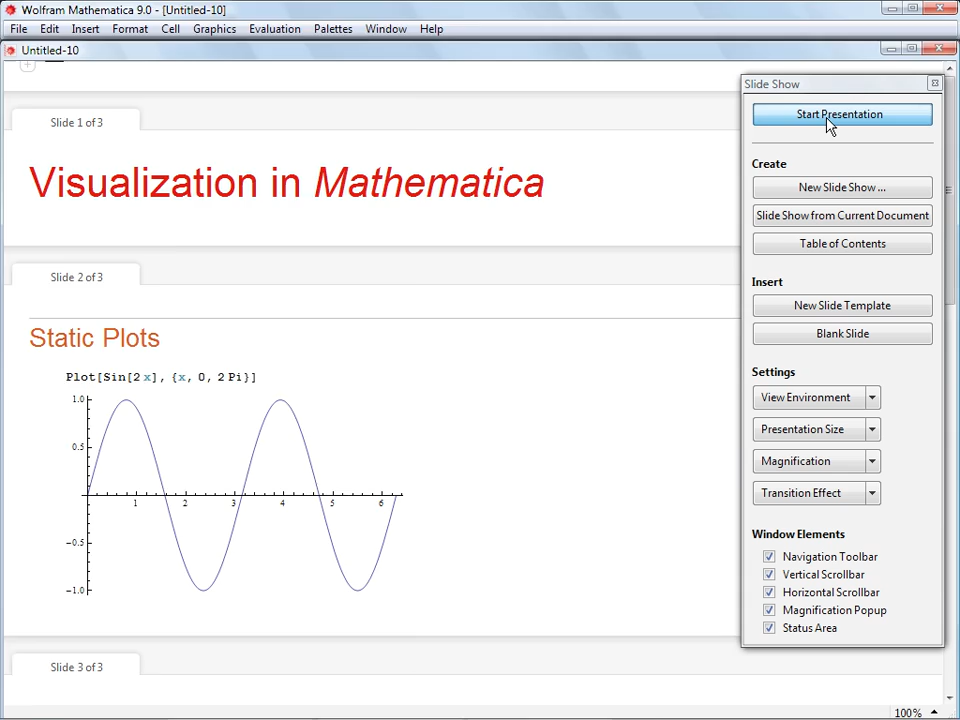 Wolfram Mathematica 9.0 - [Untitled-10]
File Edit Insert Format Cell Graphics Evaluation Palettes Window Help
Untitled-10
Slide 1 of 3
Visualization in Mathematica
Slide 2 of 3
Static Plots
Plot[Sin[2 x], {x, 0, 2 Pi}]
1.0
0.5
1 2 3 4 5 6
-0.5
-1.0
Slide 3 of 3
Slide Show
Start Presentation
Create
New Slide Show ...
Slide Show from Current Document
Table of Contents
Insert
New Slide Template
Blank Slide
Settings
View Environment
Presentation Size
Magnification
Transition Effect
Window Elements
Navigation Toolbar
Vertical Scrollbar
Horizontal Scrollbar
Magnification Popup
Status Area
100%